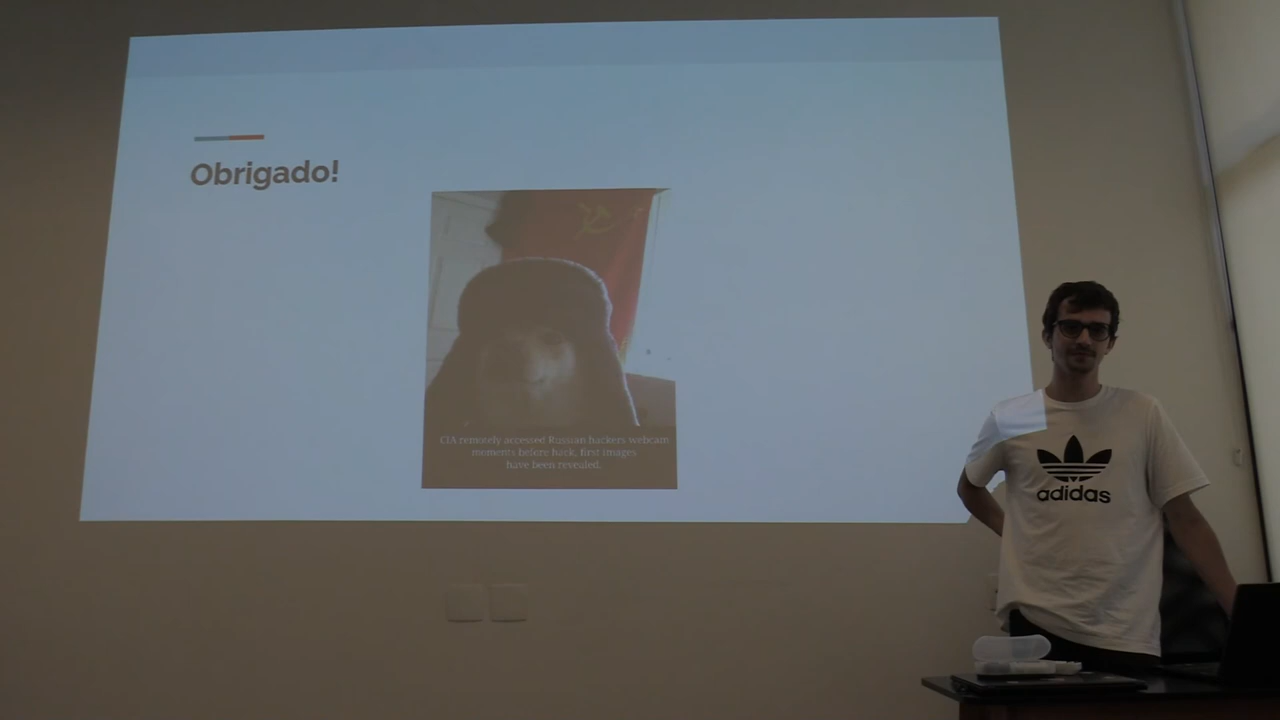 Obrigado!
CIA remotely accessed Russian hackers webcam
moments before hack, first images
have been revealed.
adidas